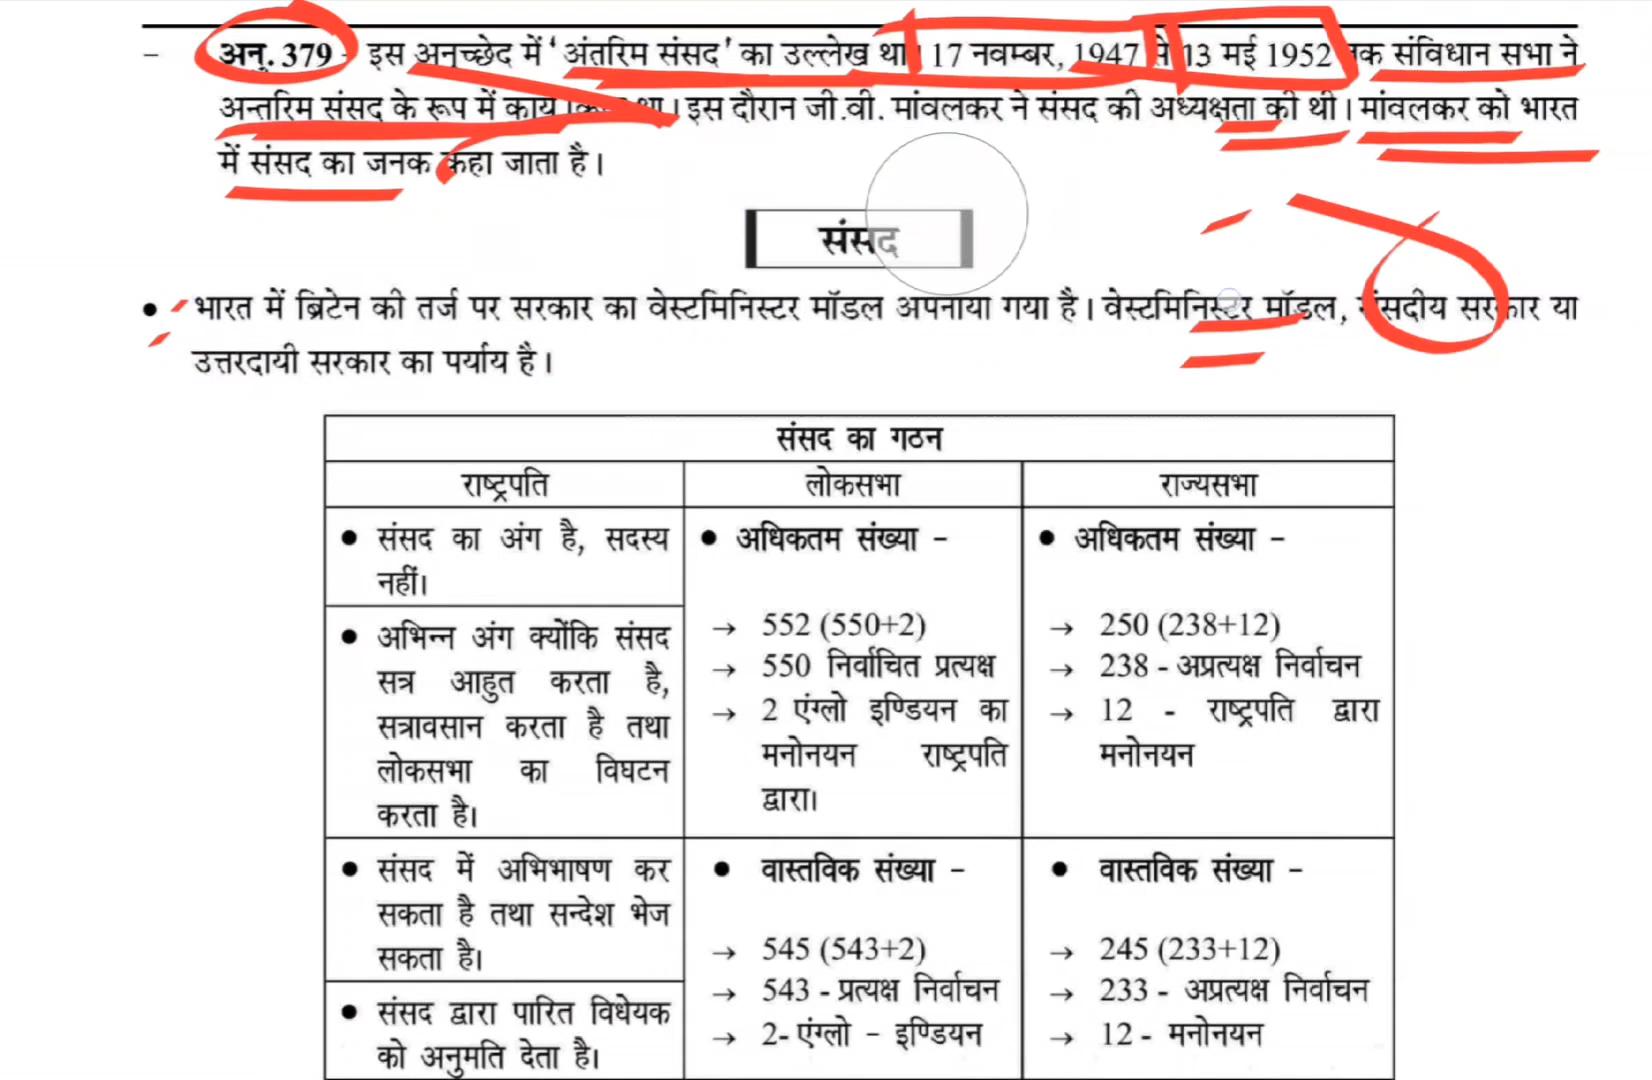 – अनु. 379 - इस अनुच्छेद में 'अंतरिम संसद' का उल्लेख था। 17 नवम्बर, 1947 से 13 मई 1952 तक संविधान सभा ने
अन्तरिम संसद के रूप में कार्य किया था। इस दौरान जी.वी. मांवलकर ने संसद की अध्यक्षता की थी। मांवलकर को भारत
में संसद का जनक कहा जाता है।
संसद
• भारत में ब्रिटेन की तर्ज पर सरकार का वेस्टमिनिस्टर मॉडल अपनाया गया है। वेस्टमिनिस्टर मॉडल, संसदीय सरकार या
उत्तरदायी सरकार का पर्याय है।
संसद का गठन
राष्ट्रपति लोकसभा राज्यसभा
• संसद का अंग है, सदस्य
नहीं।
• अभिन्न अंग क्योंकि संसद
सत्र आहुत करता है,
सत्रावसान करता है तथा
लोकसभा का विघटन
करता है।
• संसद में अभिभाषण कर
सकता है तथा सन्देश भेज
सकता है।
• संसद द्वारा पारित विधेयक
को अनुमति देता है।
• अधिकतम संख्या –
→ 552 (550+2)
→ 550 निर्वाचित प्रत्यक्ष
→ 2 एंग्लो इण्डियन का
मनोनयन राष्ट्रपति
द्वारा।
• वास्तविक संख्या –
→ 545 (543+2)
→ 543 - प्रत्यक्ष निर्वाचन
→ 2- एंग्लो – इण्डियन
• अधिकतम संख्या –
→ 250 (238+12)
→ 238 - अप्रत्यक्ष निर्वाचन
→ 12 - राष्ट्रपति द्वारा
मनोनयन
• वास्तविक संख्या –
→ 245 (233+12)
→ 233 - अप्रत्यक्ष निर्वाचन
→ 12 - मनोनयन